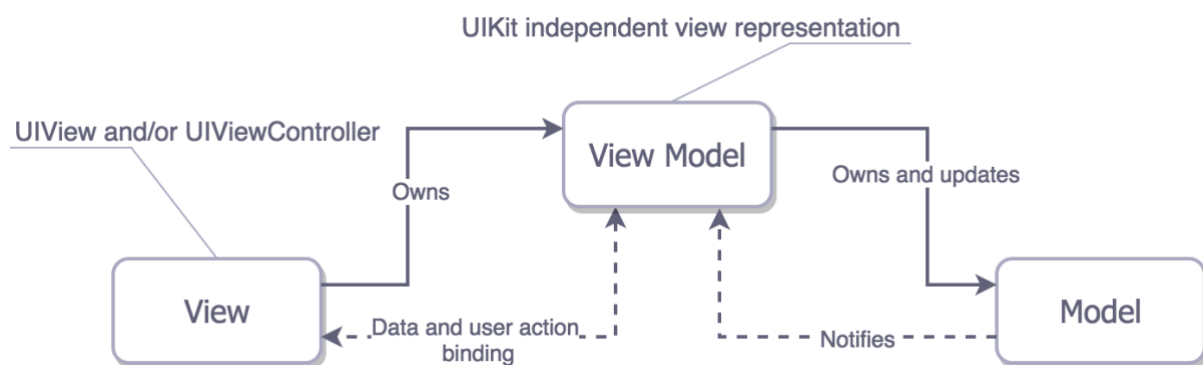 UIKit independent view representation
UIView and/or UIViewController
View Model
Owns
Owns and updates
View
Data and user action
binding
Notifies
Model